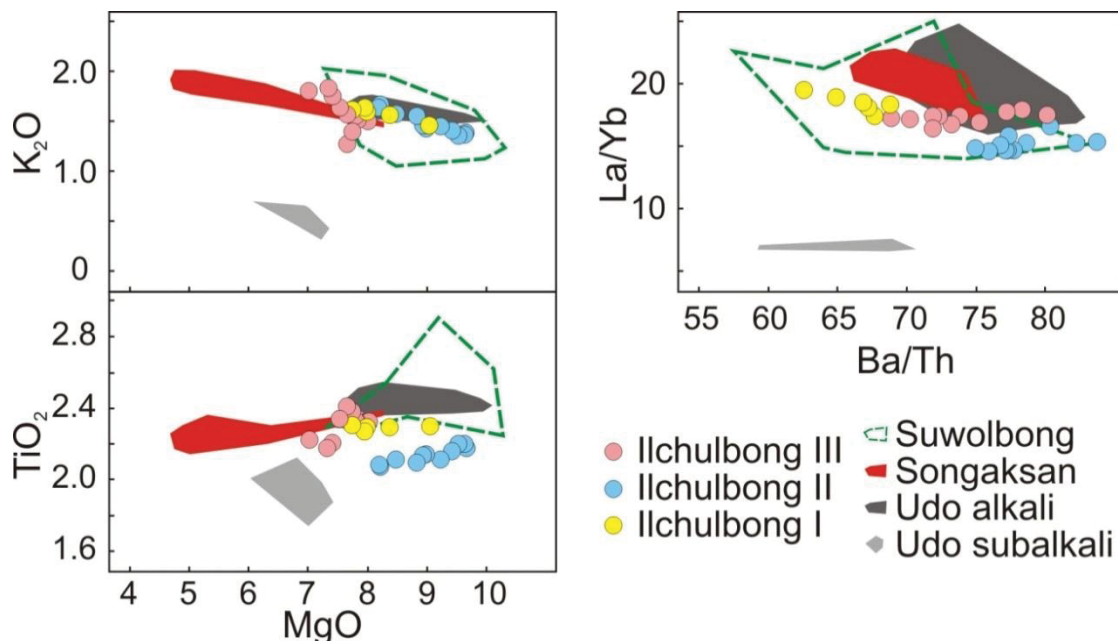 K₂O
2.0
1.0
0
TiO₂
2.8
2.4
2.0
1.6
4 5 6 7 8 9 10
MgO
La/Yb
20
10
55 60 65 70 75 80
Ba/Th
Ilchulbong III
Ilchulbong II
Ilchulbong I
Suwolbong
Songaksan
Udo alkali
Udo subalkali